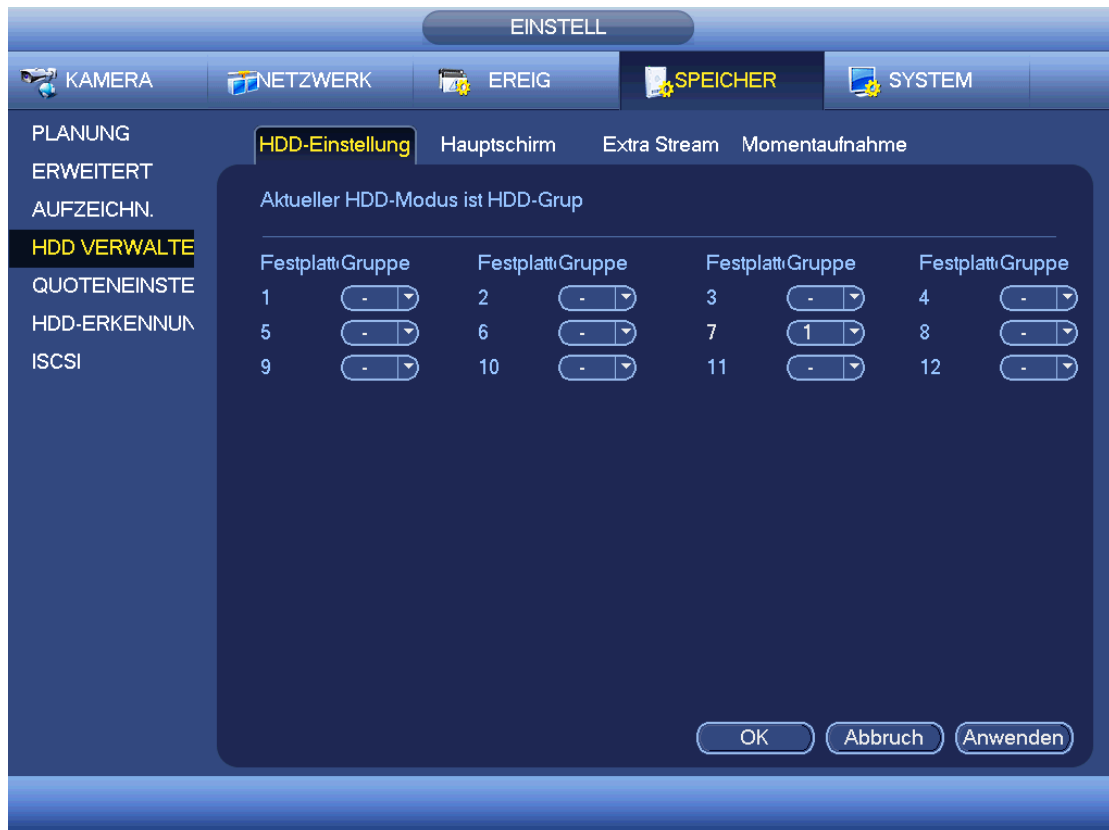 EINSTELL
KAMERA NETZWERK EREIG SPEICHER SYSTEM
PLANUNG
ERWEITERT
AUFZEICHN.
HDD VERWALTE
QUOTENEINSTE
HDD-ERKENNUN
ISCSI
HDD-Einstellung Hauptschirm Extra Stream Momentaufnahme
Aktueller HDD-Modus ist HDD-Grup
Festplatt Gruppe Festplatt Gruppe Festplatt Gruppe Festplatt Gruppe
1 - 2 - 3 - 4 -
5 - 6 - 7 1 8 -
9 - 10 - 11 - 12 -
OK Abbruch Anwenden